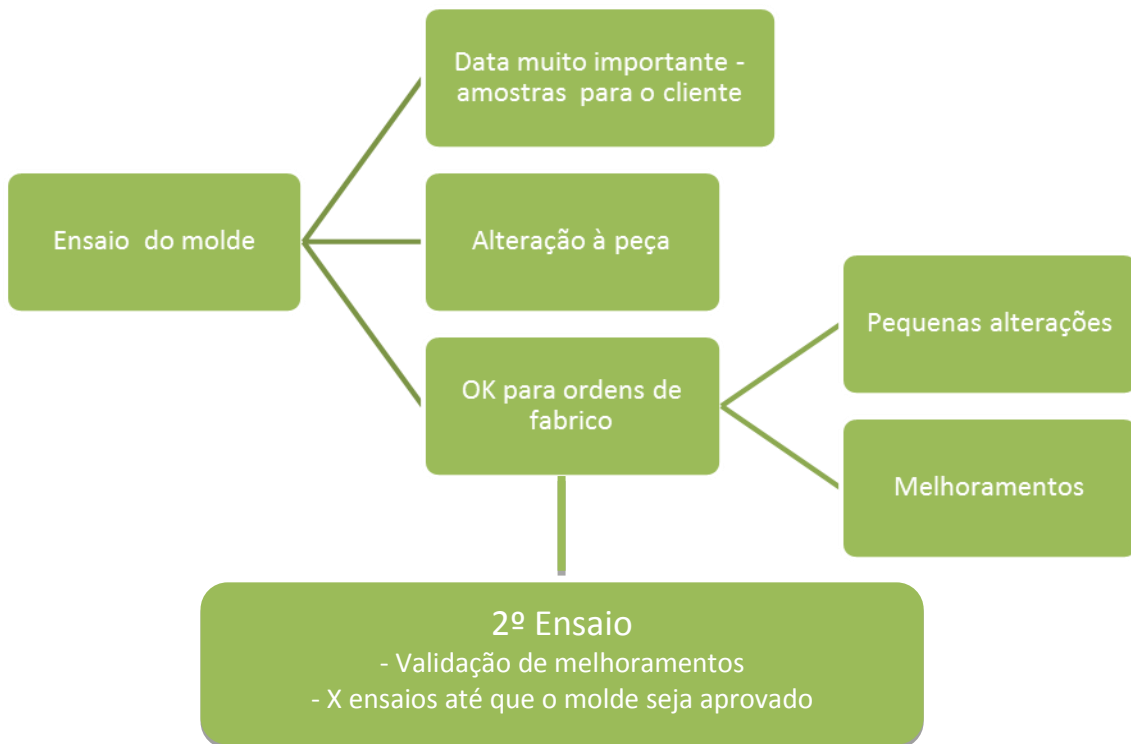 Data muito importante -
amostras para o cliente
Ensaio do molde
Alteração à peça
Pequenas alterações
OK para ordens de
fabrico
Melhoramentos
2º Ensaio
- Validação de melhoramentos
- X ensaios até que o molde seja aprovado